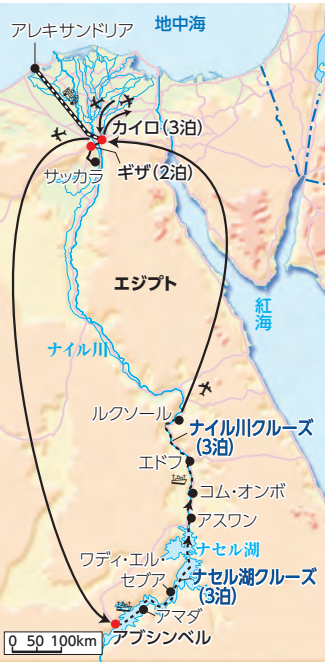 地中海
アレキサンドリア
カイロ(3泊)
ギザ(2泊)
サッカラ
エジプト
紅海
ナイル川
ルクソール
ナイル川クルーズ
(3泊)
エドフ
コム・オンボ
アスワン
ナセル湖
ワディ・エル・
セブア
ナセル湖クルーズ
(3泊)
アマダ
アブシンベル
0 50 100km